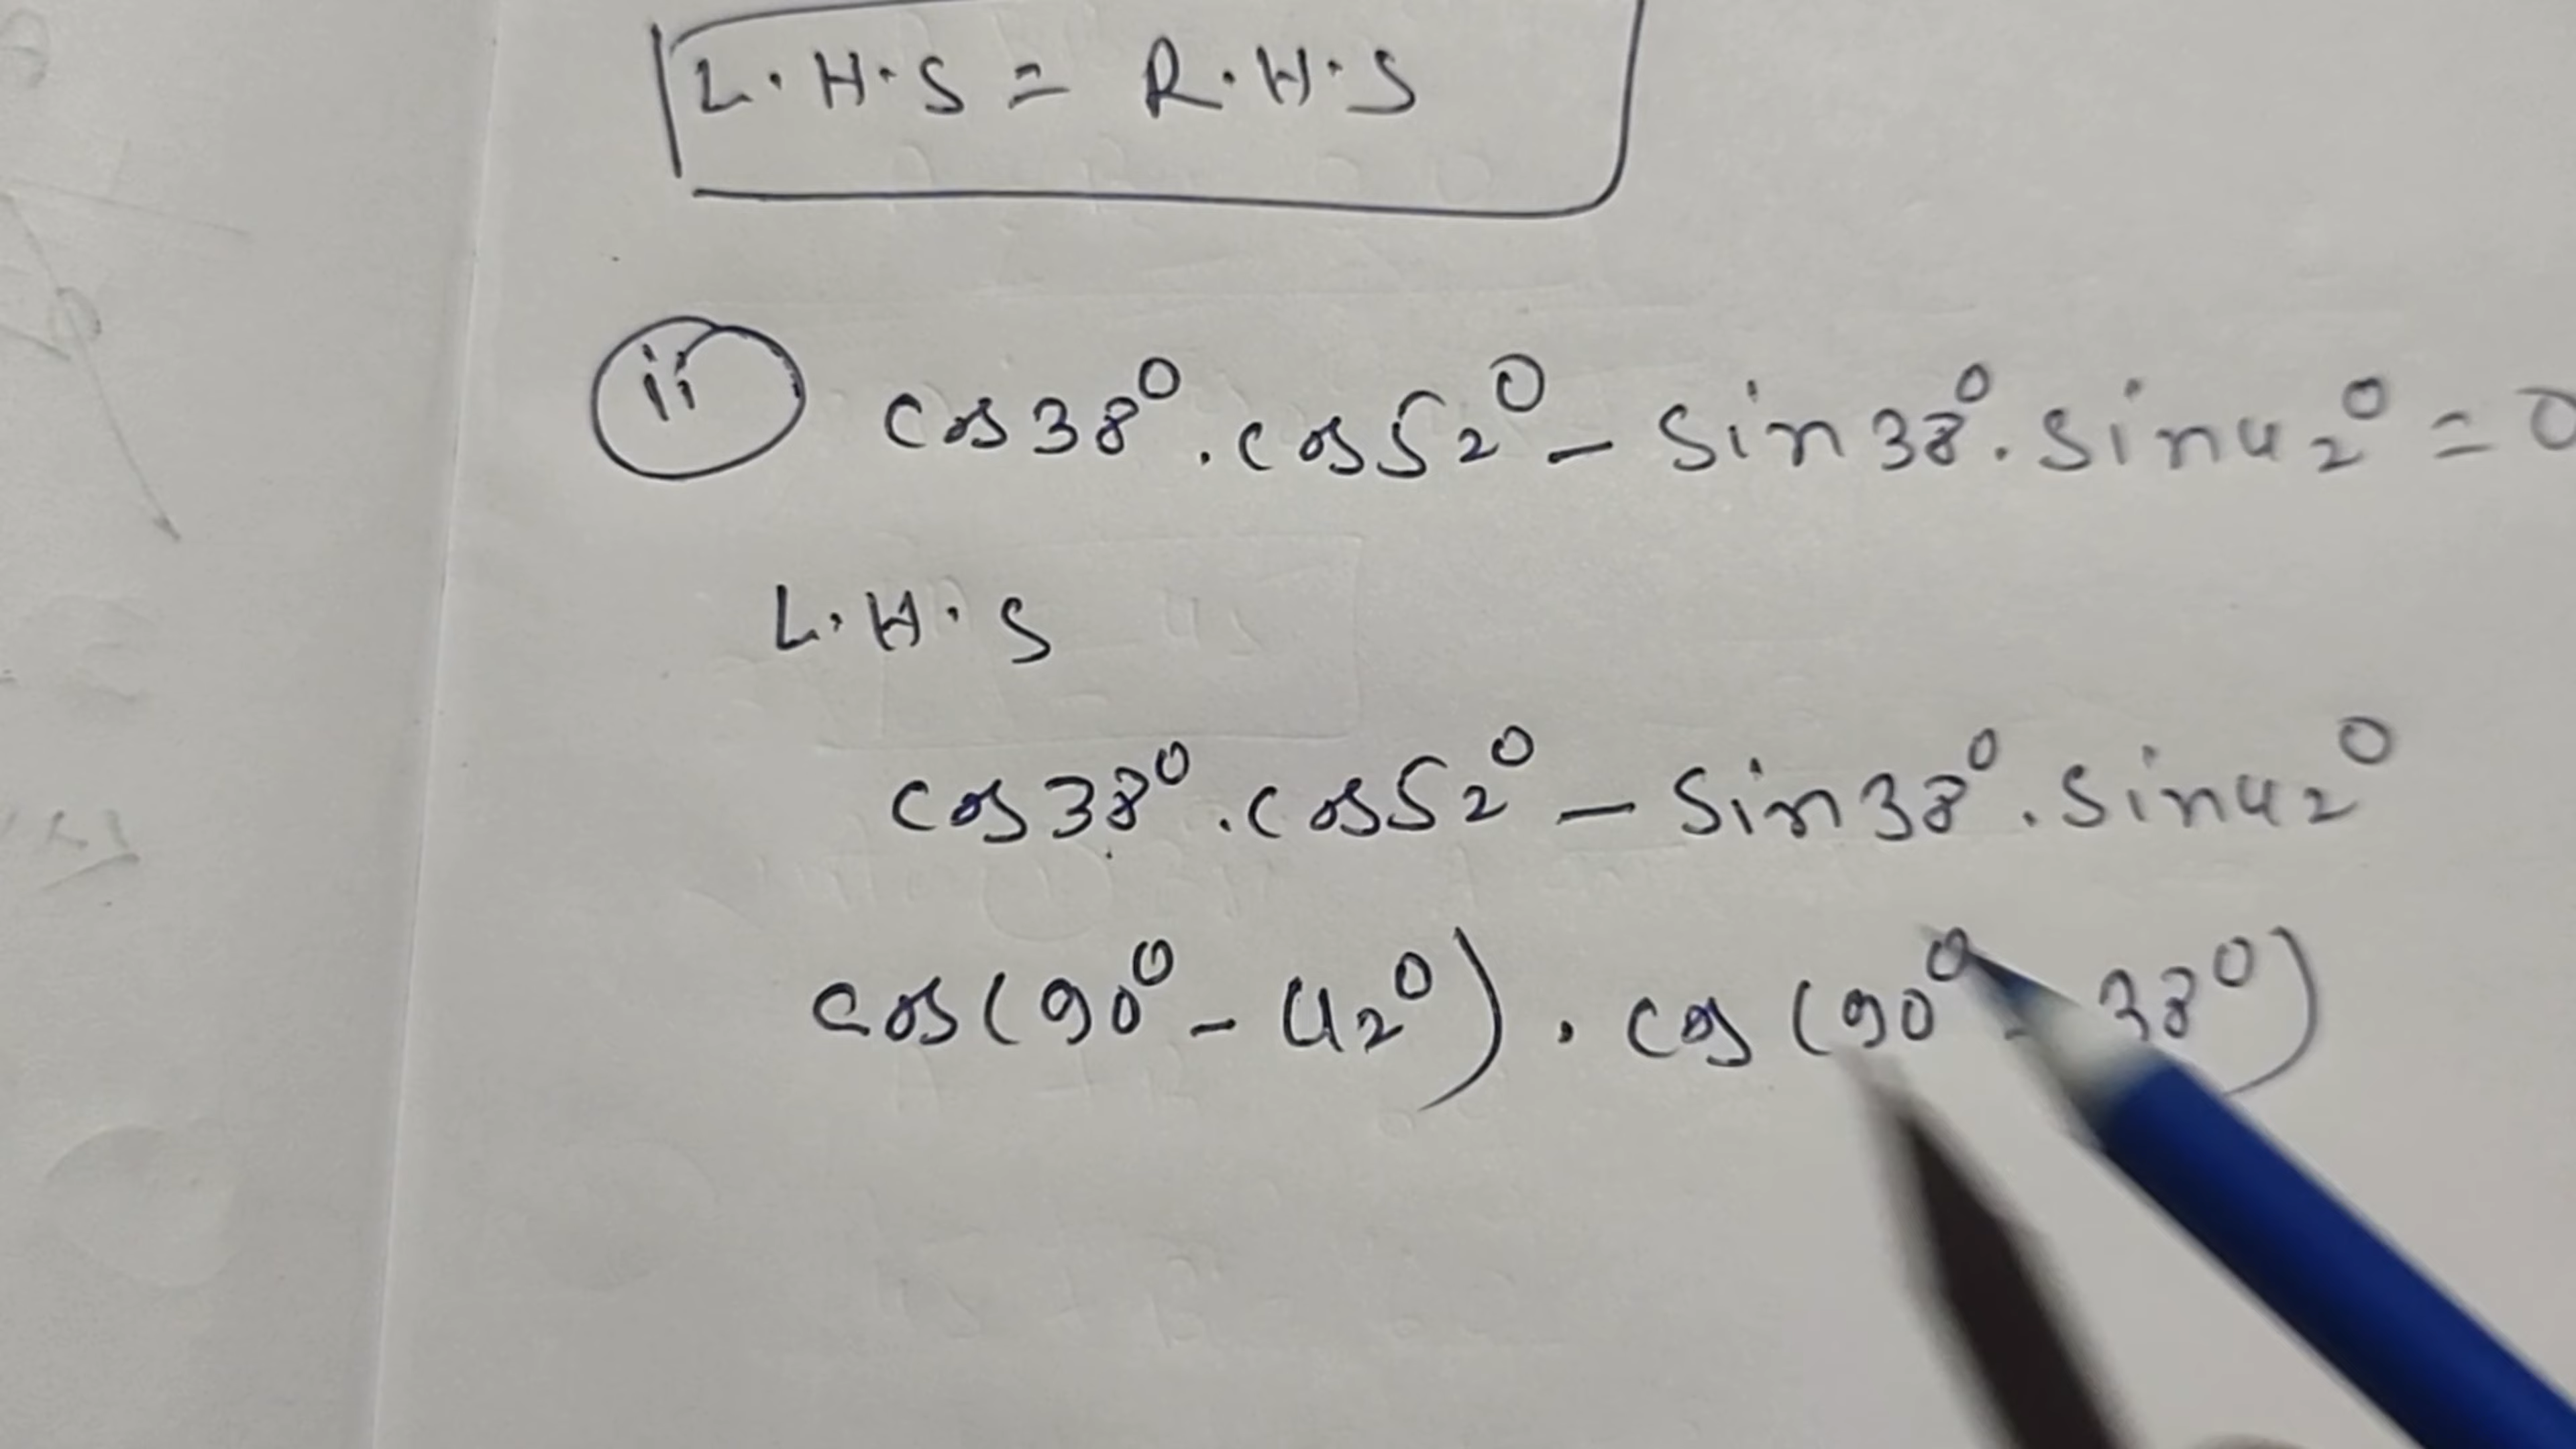 L.H.S = R.H.S
ii cos38°.cos52° - sin38°.sin42° = 0
L.H.S
cos38°.cos52° - sin38°.sin42°
cos(90° - 42°).cos(90° - 38°)